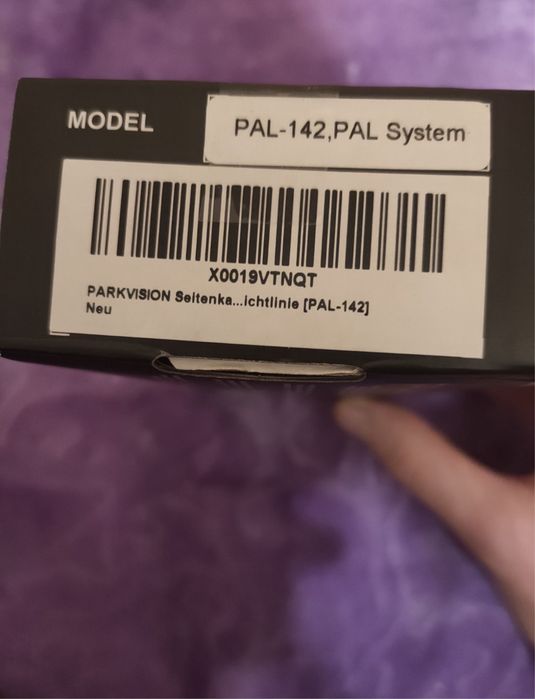 MODEL
PAL-142,PAL System
X0019VTNQT
PARKVISION Seitenka...ichtlinie [PAL-142]
Neu